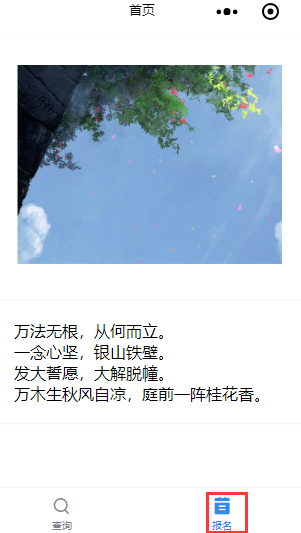 首页
万法无根，从何而立。
一念心坚，银山铁壁。
发大誓愿，大解脱幢。
万木生秋风自凉，庭前一阵桂花香。
查询
报名